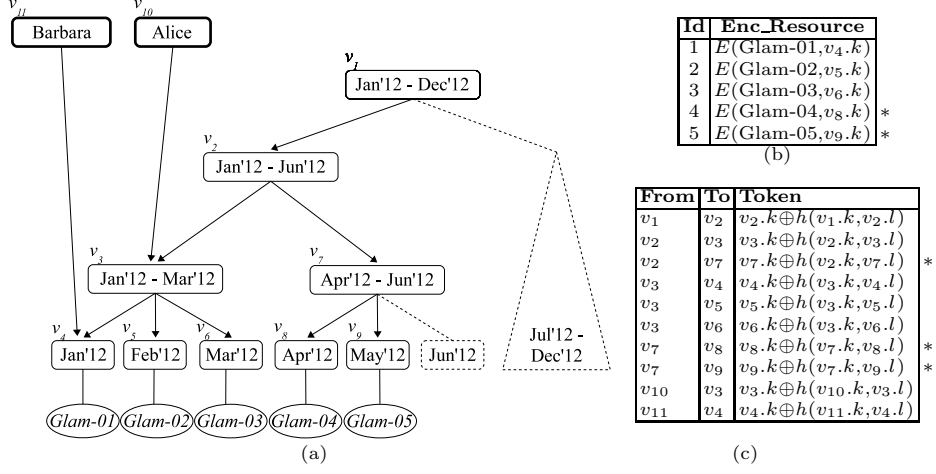 v11
v10
Barbara
Alice
v1
Jan'12 - Dec'12
v2
Jan'12 - Jun'12
v3
Jan'12 - Mar'12
v7
Apr'12 - Jun'12
v4
Jan'12
v5
Feb'12
v6
Mar'12
v8
Apr'12
v9
May'12
Jun'12
Jul'12 -
Dec'12
Glam-01
Glam-02
Glam-03
Glam-04
Glam-05
(a)
Id Enc_Resource
1 E(Glam-01,v4.k)
2 E(Glam-02,v5.k)
3 E(Glam-03,v6.k)
4 E(Glam-04,v8.k) *
5 E(Glam-05,v9.k) *
(b)
From To Token
v1 v2 v2.k⊕h(v1.k,v2.l)
v2 v3 v3.k⊕h(v2.k,v3.l)
v2 v7 v7.k⊕h(v2.k,v7.l) *
v3 v4 v4.k⊕h(v3.k,v4.l)
v3 v5 v5.k⊕h(v3.k,v5.l)
v3 v6 v6.k⊕h(v3.k,v6.l)
v7 v8 v8.k⊕h(v7.k,v8.l) *
v7 v9 v9.k⊕h(v7.k,v9.l) *
v10 v3 v3.k⊕h(v10.k,v3.l)
v11 v4 v4.k⊕h(v11.k,v4.l)
(c)